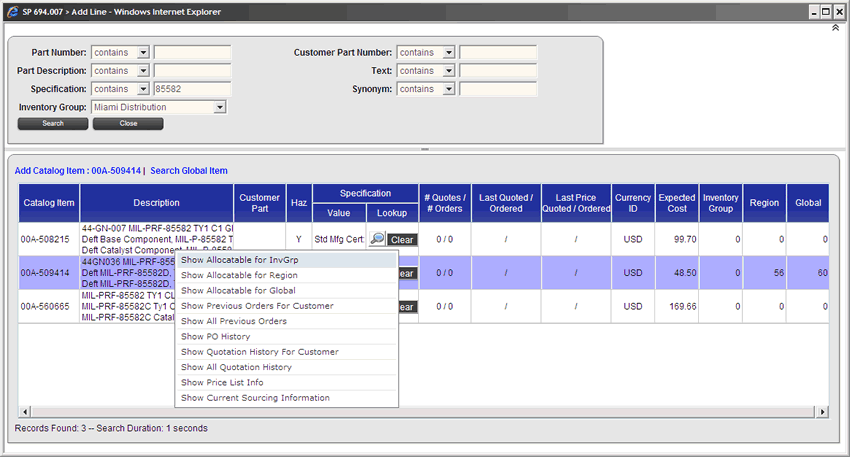 SP 694.007 > Add Line - Windows Internet Explorer
Part Number: contains
Customer Part Number: contains
Part Description: contains
Text: contains
Specification: contains 85582
Synonym: contains
Inventory Group: Miami Distribution
Search Close
Add Catalog Item : 00A-509414 | Search Global Item
Catalog Item Description Customer Part Haz Specification Value Lookup # Quotes / # Orders Last Quoted / Ordered Last Price Quoted / Ordered Currency ID Expected Cost Inventory Group Region Global
44-GN-007 MIL-PRF-85582 TY1 C1 G
00A-508215 Deft Base Component, MIL-P-85582 T Y Std Mfg Cert Clear 0 / 0 / / USD 99.70 0 0 0
Deft Catalyst Component, MIL-P-8558
44GN036 MIL-PRF-855
00A-509414 Deft MIL-PRF-85582D, T ear 0 / 0 / / USD 48.50 0 56 60
Deft MIL-PRF-85582D, T
MIL-PRF-85582 TY1 CL
00A-560665 MIL-PRF-85582C Ty1 C ear 0 / 0 / / USD 169.66 0 0 0
MIL-PRF-85582C Catal
Show Allocatable for InvGrp
Show Allocatable for Region
Show Allocatable for Global
Show Previous Orders For Customer
Show All Previous Orders
Show PO History
Show Quotation History For Customer
Show All Quotation History
Show Price List Info
Show Current Sourcing Information
Records Found: 3 -- Search Duration: 1 seconds